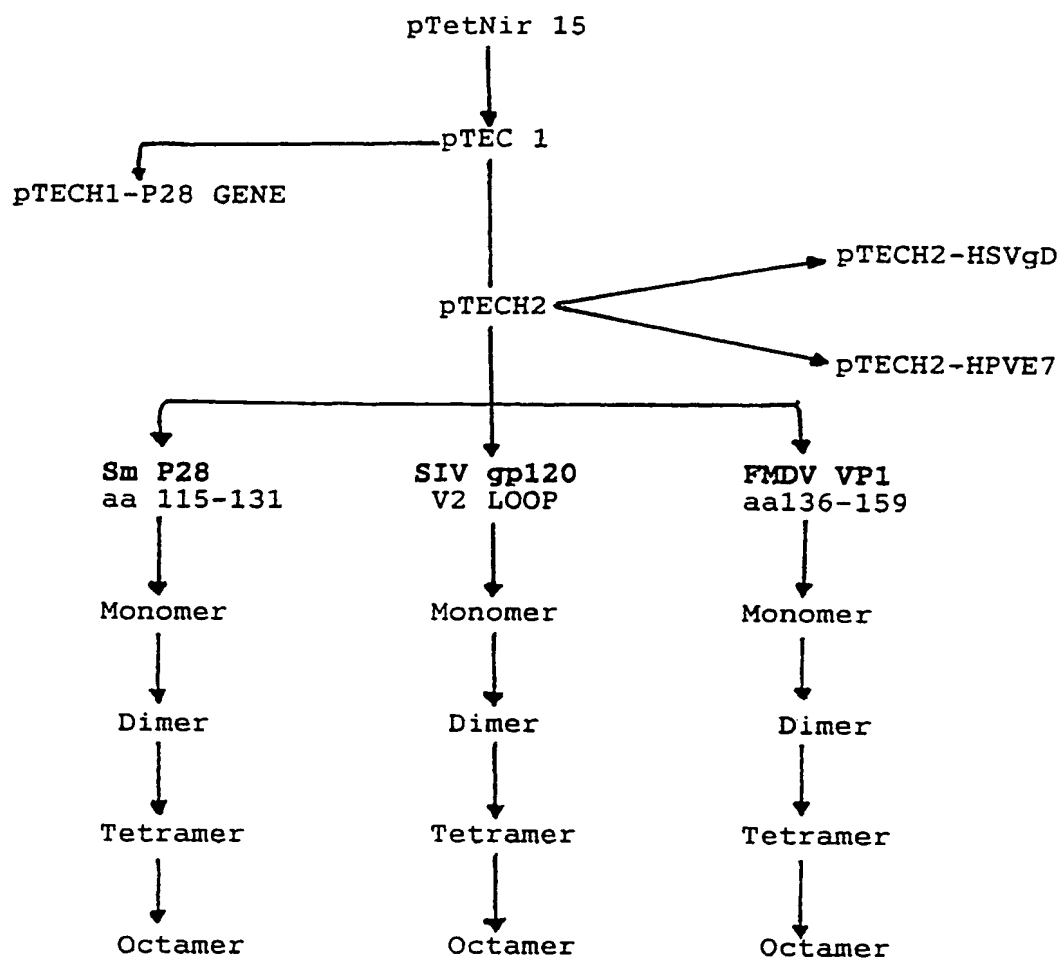 pTetNir 15
pTEC 1
pTECH1-P28 GENE
pTECH2-HSVgD
pTECH2
pTECH2-HPVE7
Sm P28
aa 115-131
SIV gp120
V2 LOOP
FMDV VP1
aa136-159
Monomer
Monomer
Monomer
Dimer
Dimer
Dimer
Tetramer
Tetramer
Tetramer
Octamer
Octamer
Octamer